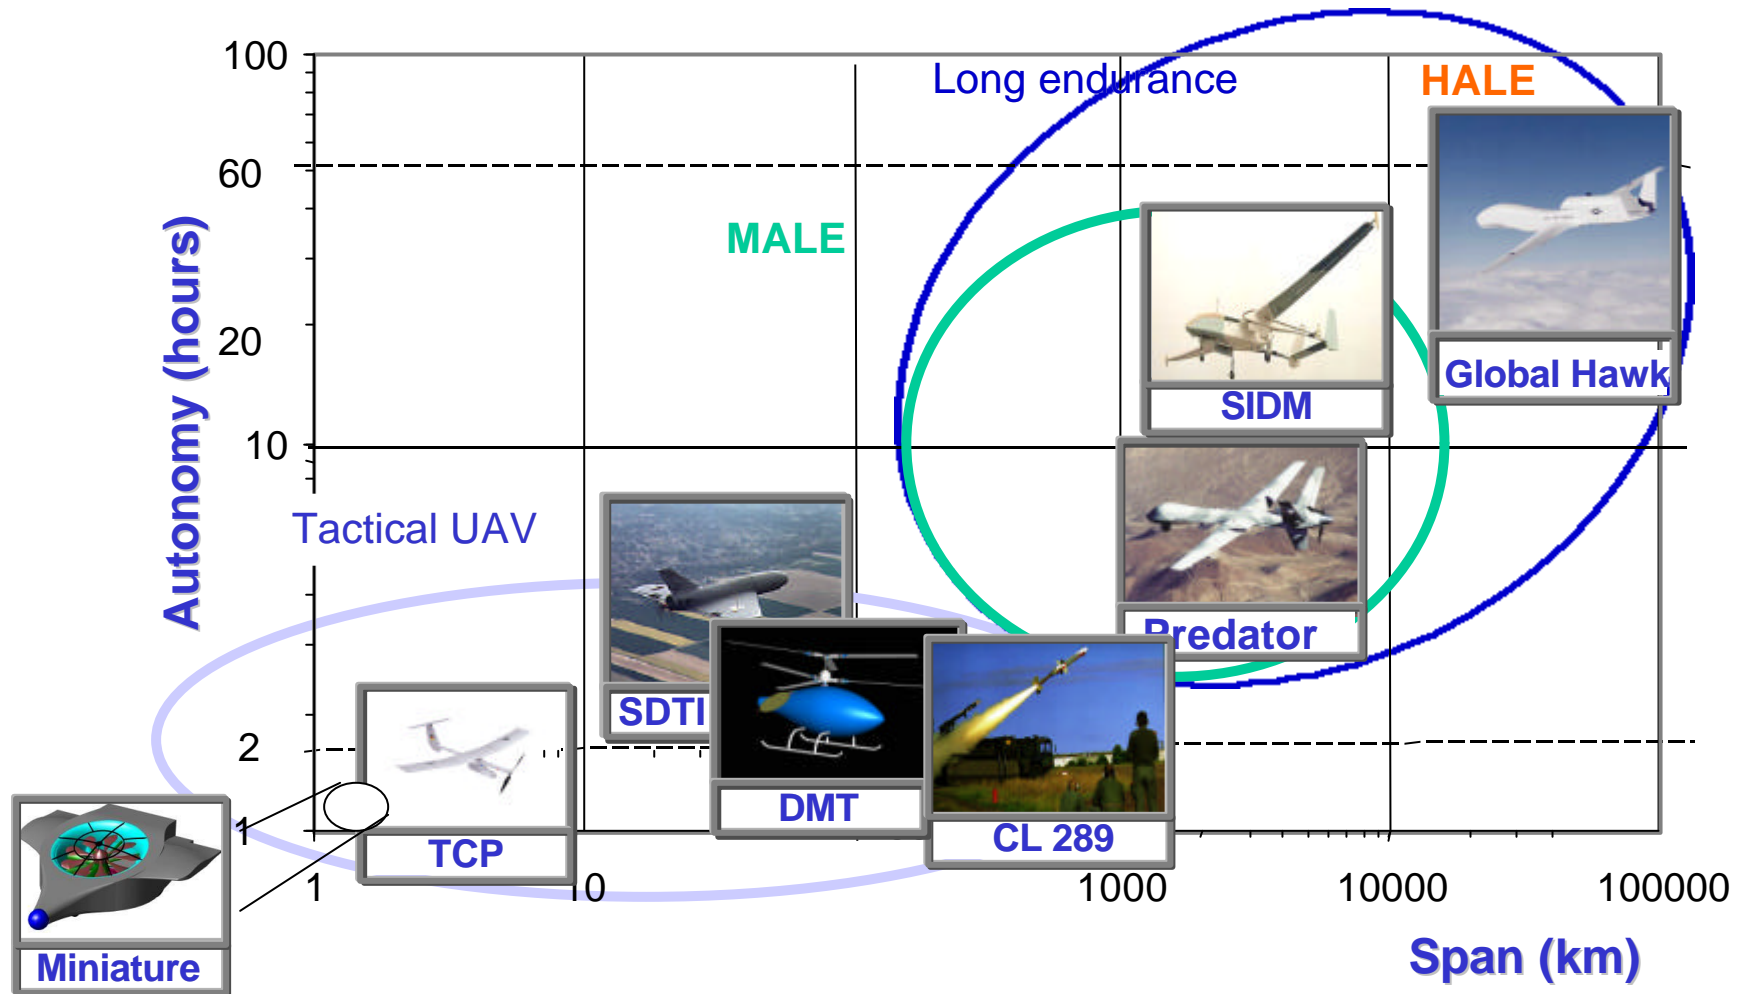 100
Long endurance
HALE
60
MALE
20
Global Hawk
SIDM
10
Autonomy (hours)
Tactical UAV
Predator
SDTI
2
DMT
1
CL 289
TCP
1
10
1000
10000
100000
Miniature
Span (km)